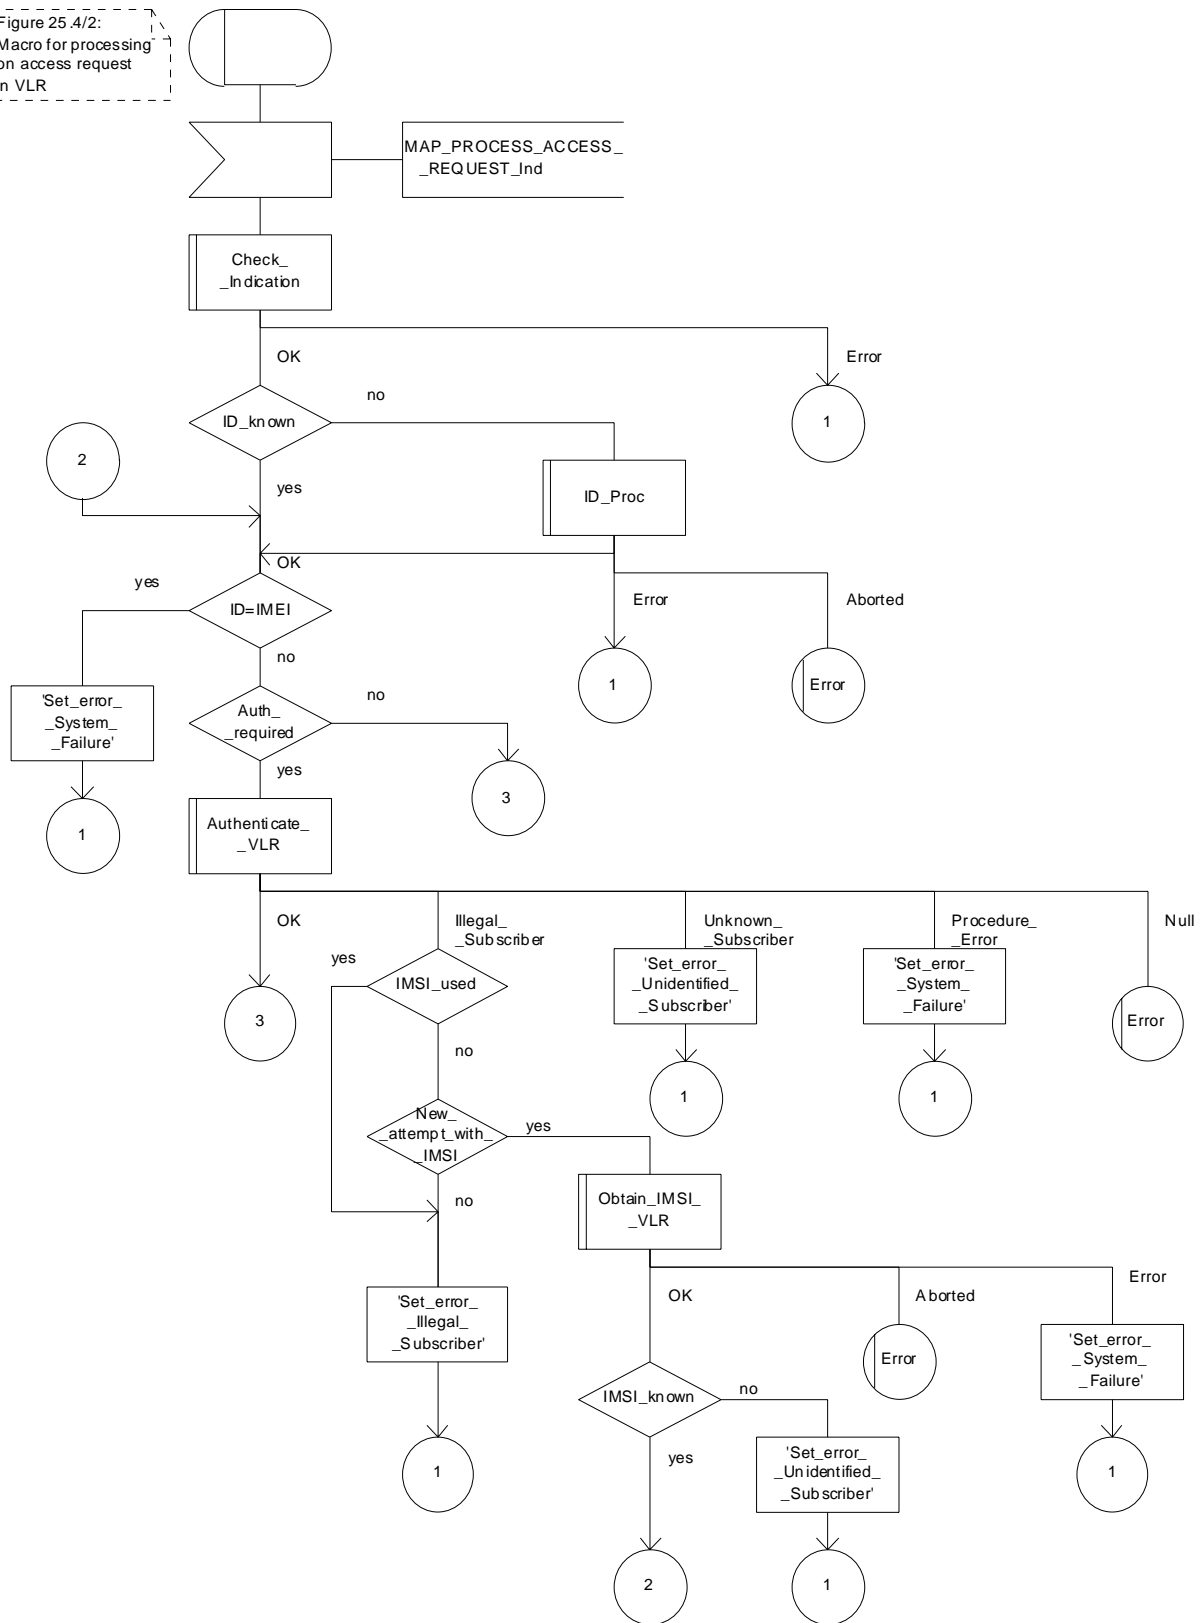 Figure 25.4/2:
Macro for processing
on access request
in VLR
MAP_PROCESS_ACCESS_
_REQUEST_Ind
Check_
_Indication
OK
Error
ID_known
no
1
2
yes
ID_Proc
OK
yes
ID=IMEI
Error
Aborted
no
1
Error
'Set_error_
_System_
_Failure'
Auth_
_required
no
yes
3
1
Authenticate_
_VLR
OK
Illegal_
_Subscriber
Unknown_
_Subscriber
Procedure_
_Error
Null
yes
IMSI_used
'Set_error_
_Unidentified_
_Subscriber'
'Set_error_
_System_
_Failure'
3
Error
no
1
1
New_
_attempt_with_
_IMSI
yes
no
Obtain_IMSI_
_VLR
'Set_error_
_Illegal_
_Subscriber'
OK
Aborted
Error
Error
'Set_error_
_System_
_Failure'
IMSI_known
no
yes
1
'Set_error_
_Unidentified_
_Subscriber'
1
2
1